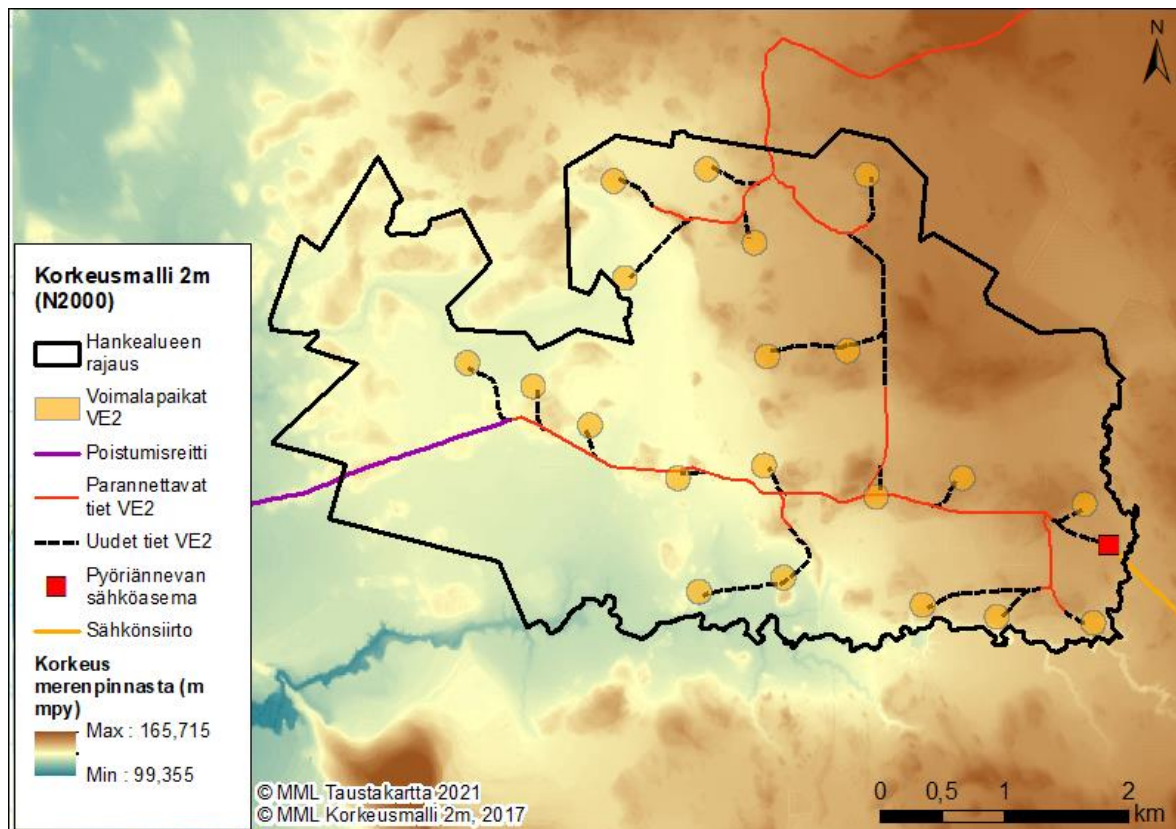 N
Korkeusmalli 2m
(N2000)
Hankealueen
rajaus
Voimalapaikat
VE2
Poistumisreitti
Parannettavat
tiet VE2
Uudet tiet VE2
Pyöriännevan
sähköasema
Sähkönsiirto
Korkeus
merenpinnasta (m
mpy)
Max : 165,715
Min : 99,355
© MML Taustakartta 2021
© MML Korkeusmalli 2m, 2017
0 0,5 1 2
km